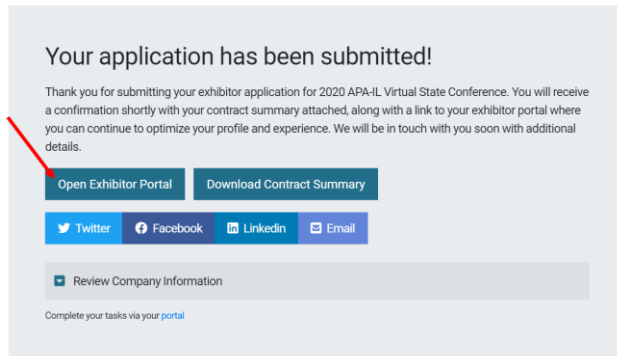 Your application has been submitted!
Thank you for submitting your exhibitor application for 2020 APA-IL Virtual State Conference. You will receive
a confirmation shortly with your contract summary attached, along with a link to your exhibitor portal where
you can continue to optimize your profile and experience. We will be in touch with you soon with additional
details.
Open Exhibitor Portal Download Contract Summary
Twitter Facebook Linkedin Email
Review Company Information
Complete your tasks via your portal